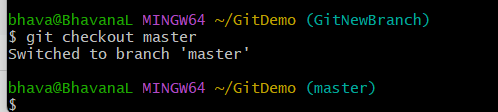 bhava@BhavanaL MINGW64 ~/GitDemo (GitNewBranch)
$ git checkout master
Switched to branch 'master'
bhava@BhavanaL MINGW64 ~/GitDemo (master)
$